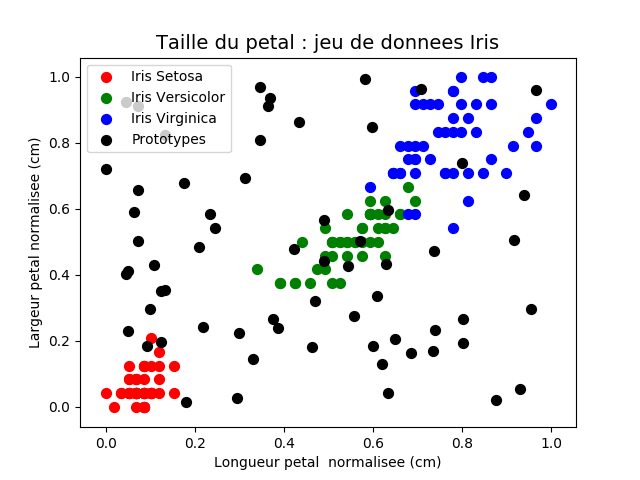 Taille du petal : jeu de donnees Iris
Iris Setosa
Iris Versicolor
Iris Virginica
Prototypes
Largeur petal normalisee (cm)
1.0
0.8
0.6
0.4
0.2
0.0
0.0 0.2 0.4 0.6 0.8 1.0
Longueur petal  normalisee (cm)